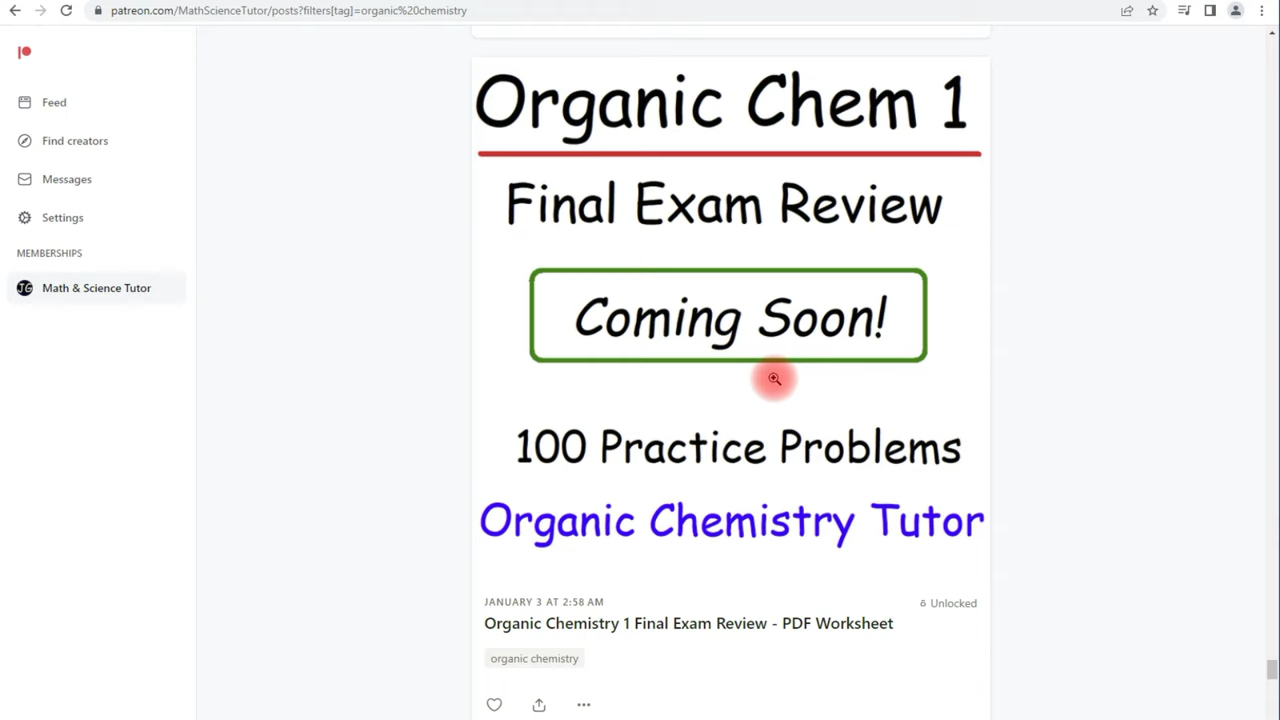 patreon.com/MathScienceTutor/posts?filters[tag]=organic%20chemistry
Feed
Find creators
Messages
Settings
MEMBERSHIPS
JG Math & Science Tutor
Organic Chem 1
Final Exam Review
Coming Soon!
100 Practice Problems
Organic Chemistry Tutor
JANUARY 3 AT 2:58 AM
Unlocked
Organic Chemistry 1 Final Exam Review - PDF Worksheet
organic chemistry